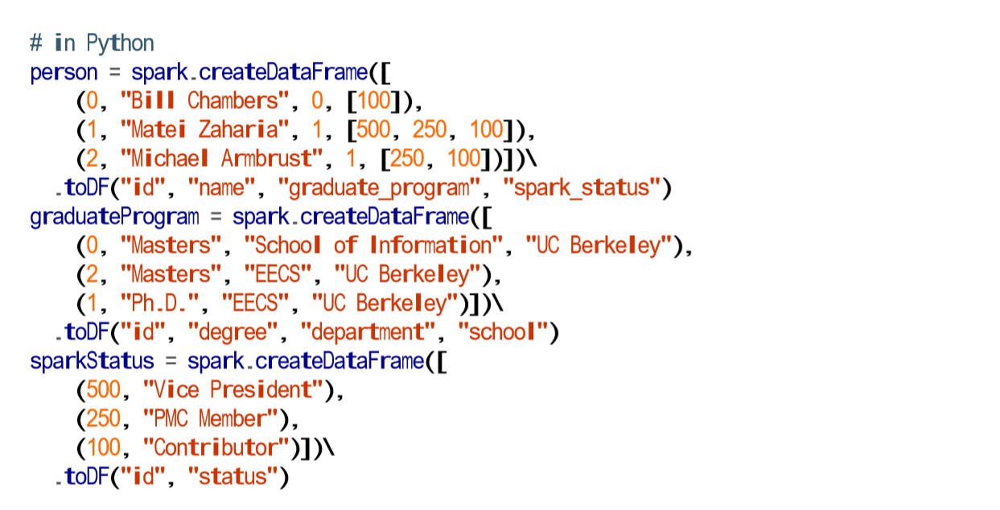 # in Python
person = spark.createDataFrame([
    (0, "Bill Chambers", 0, [100]),
    (1, "Matei Zaharia", 1, [500, 250, 100]),
    (2, "Michael Armbrust", 1, [250, 100])])\
  .toDF("id", "name", "graduate_program", "spark_status")
graduateProgram = spark.createDataFrame([
    (0, "Masters", "School of Information", "UC Berkeley"),
    (2, "Masters", "EECS", "UC Berkeley"),
    (1, "Ph.D.", "EECS", "UC Berkeley")])\
  .toDF("id", "degree", "department", "school")
sparkStatus = spark.createDataFrame([
    (500, "Vice President"),
    (250, "PMC Member"),
    (100, "Contributor")])\
  .toDF("id", "status")